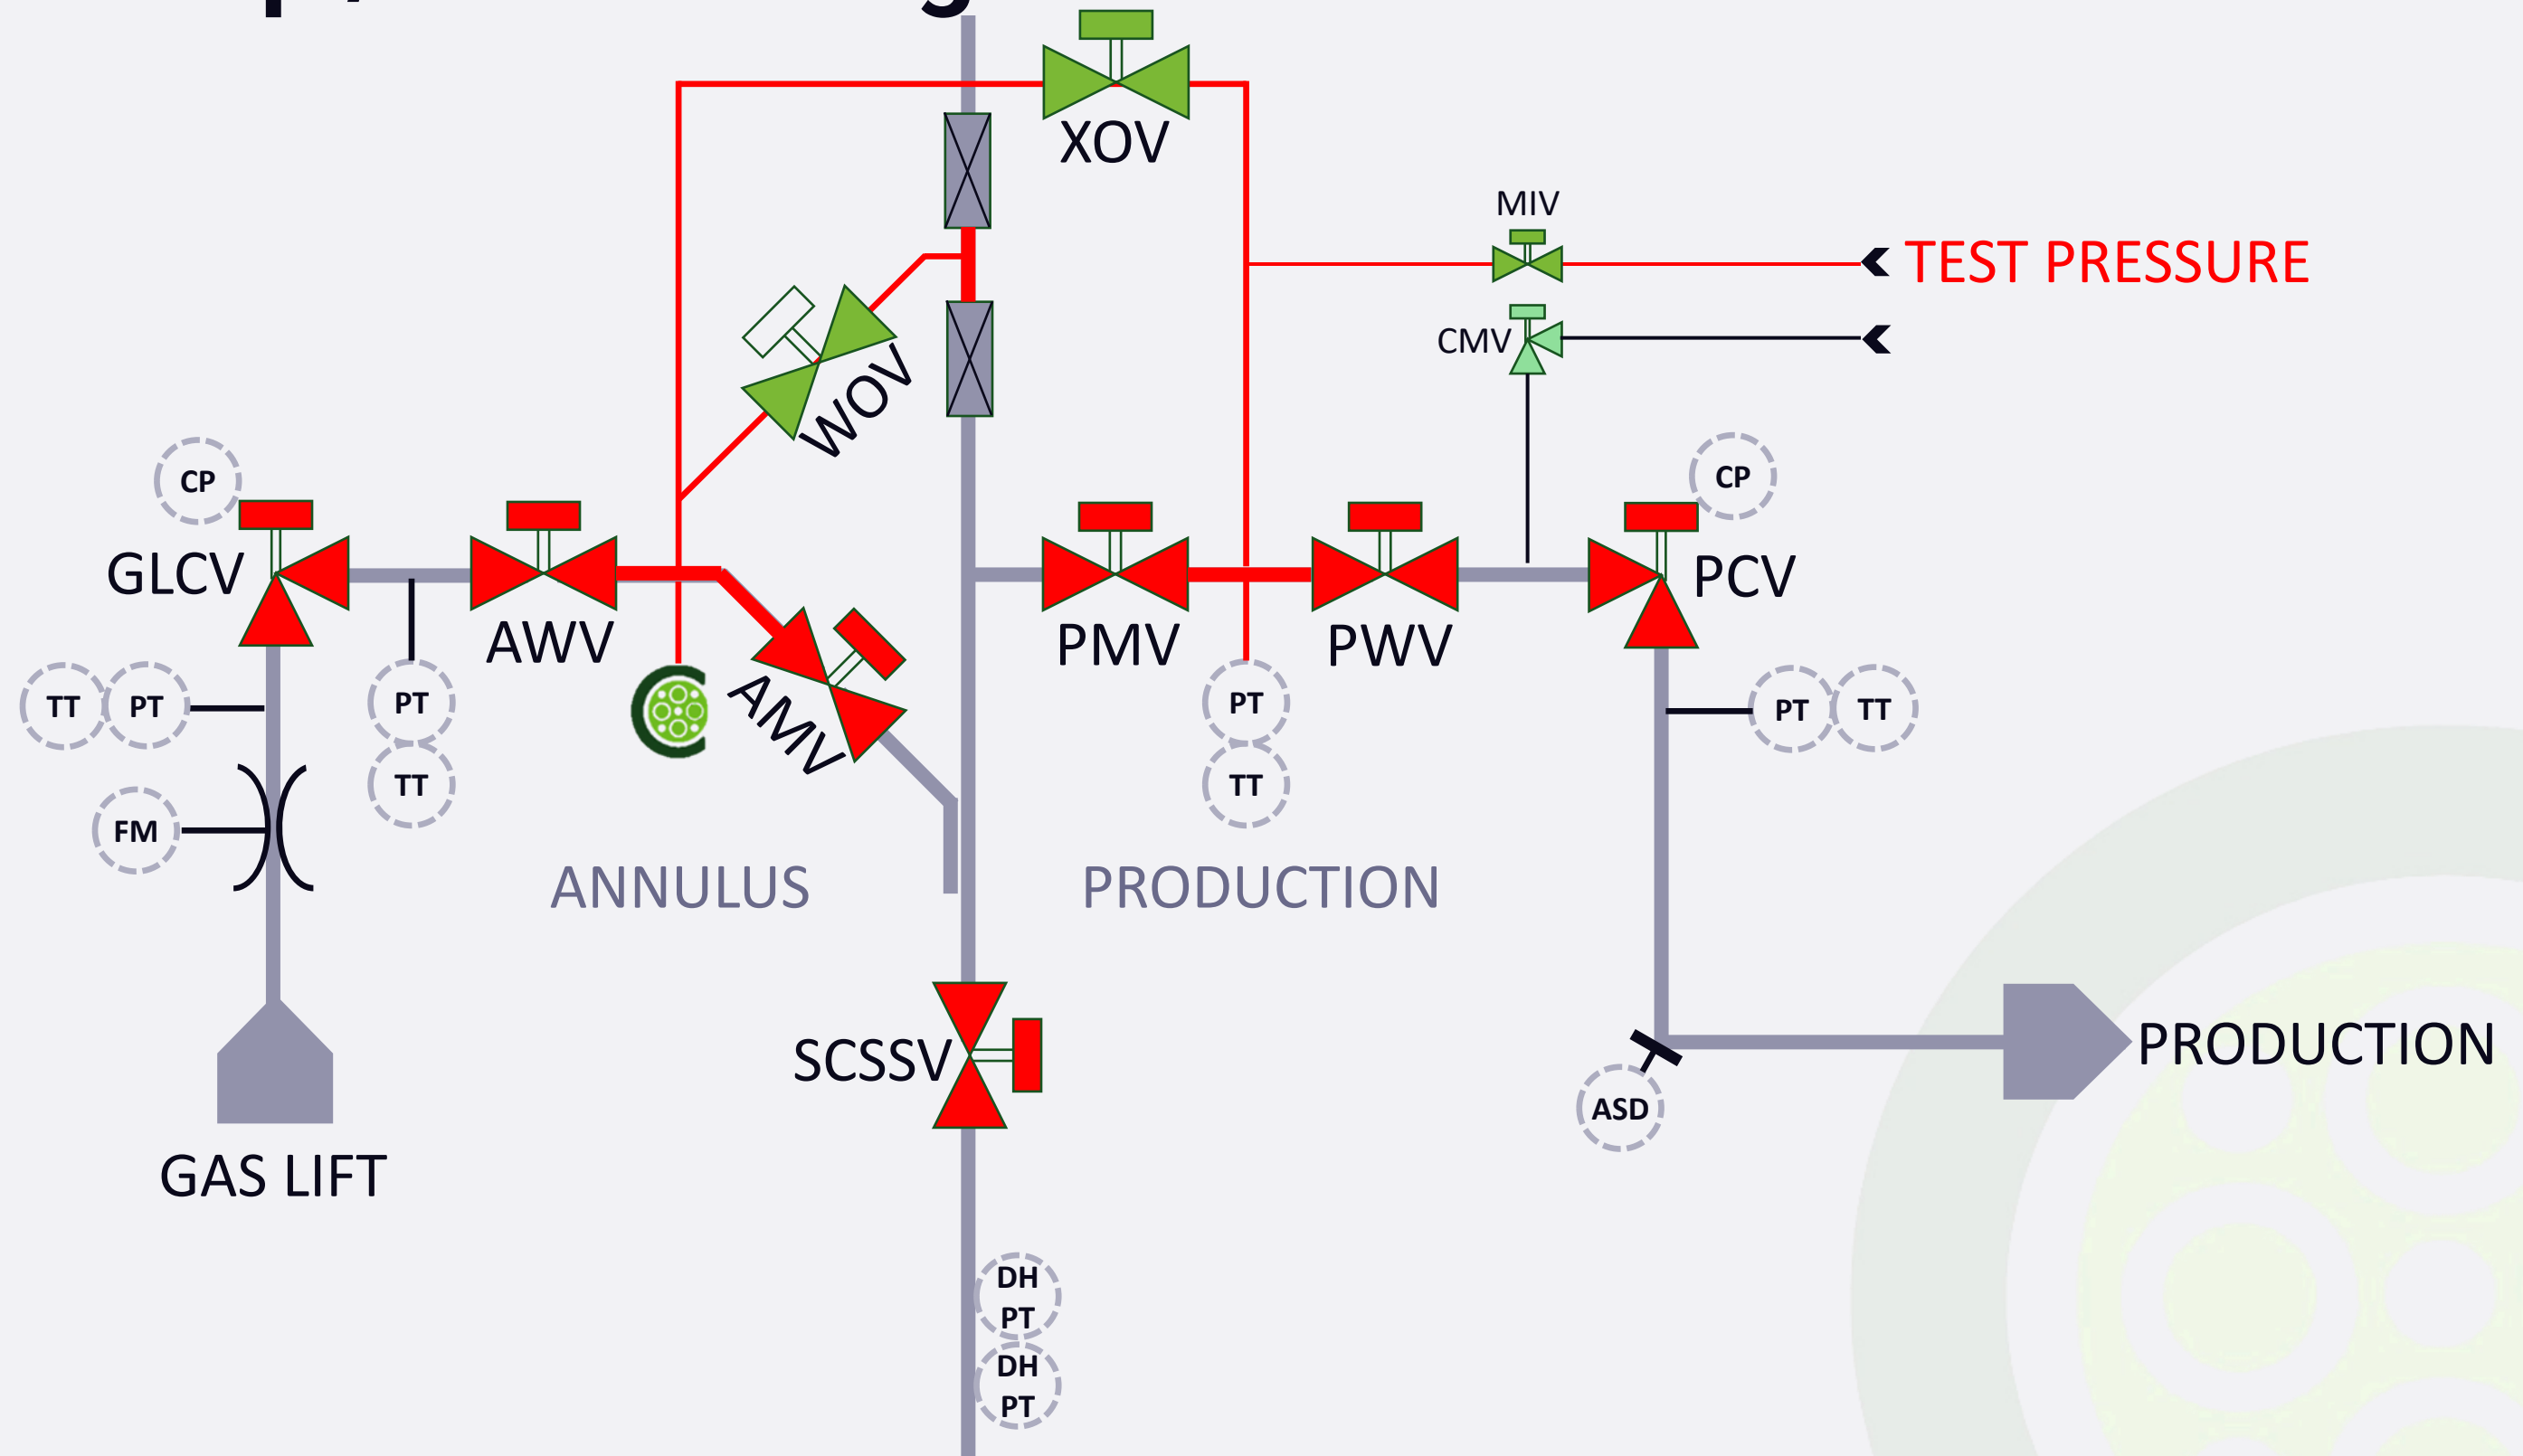 XOV
MIV
TEST PRESSURE
CMV
WOV
CP
CP
GLCV
PCV
AWV
PMV
PWV
AMV
TT
PT
PT
PT
PT
TT
TT
TT
FM
ANNULUS
PRODUCTION
SCSSV
PRODUCTION
ASD
GAS LIFT
DH
PT
DH
PT